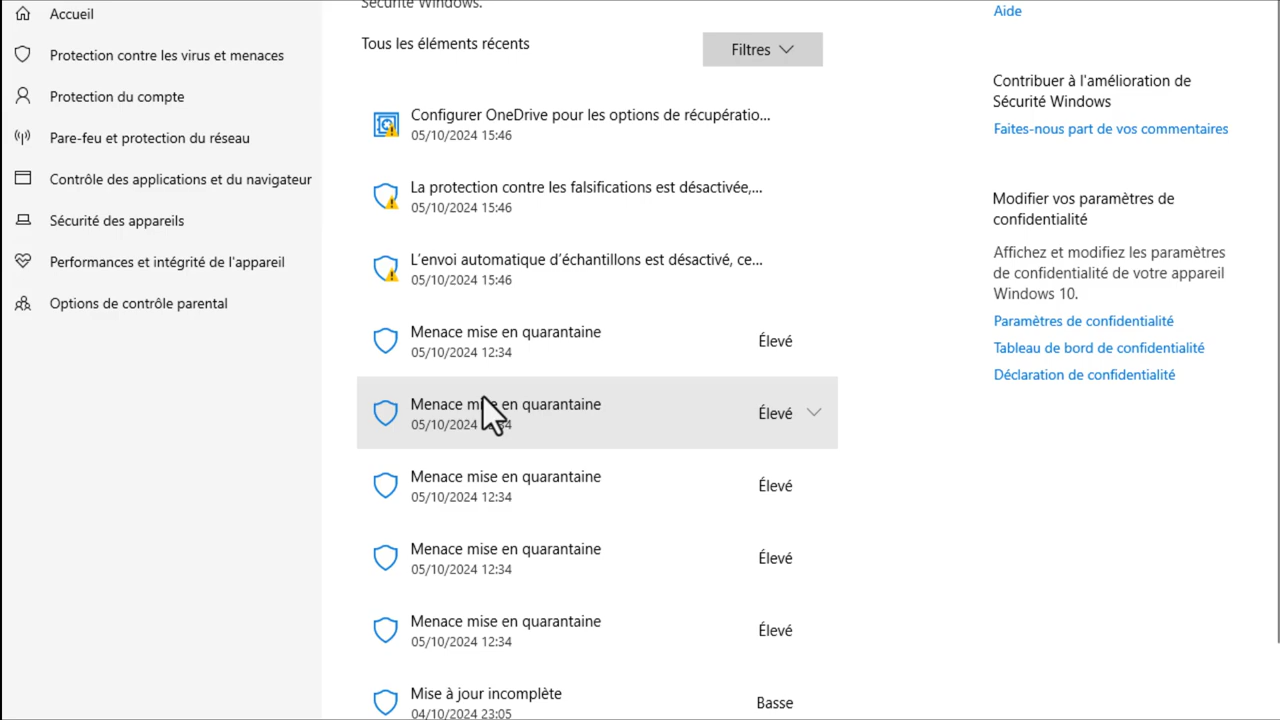 Accueil
Protection contre les virus et menaces
Protection du compte
Pare-feu et protection du réseau
Contrôle des applications et du navigateur
Sécurité des appareils
Performances et intégrité de l'appareil
Options de contrôle parental
Sécurité Windows.
Tous les éléments récents
Filtres
Configurer OneDrive pour les options de récupératio...
05/10/2024 15:46
La protection contre les falsifications est désactivée,...
05/10/2024 15:46
L’envoi automatique d’échantillons est désactivé, ce...
05/10/2024 15:46
Menace mise en quarantaine
05/10/2024 12:34
Élevé
Menace mise en quarantaine
05/10/2024
Élevé
Menace mise en quarantaine
05/10/2024 12:34
Élevé
Menace mise en quarantaine
05/10/2024 12:34
Élevé
Menace mise en quarantaine
05/10/2024 12:34
Élevé
Mise à jour incomplète
04/10/2024 23:05
Basse
Aide
Contribuer à l'amélioration de
Sécurité Windows
Faites-nous part de vos commentaires
Modifier vos paramètres de
confidentialité
Affichez et modifiez les paramètres
de confidentialité de votre appareil
Windows 10.
Paramètres de confidentialité
Tableau de bord de confidentialité
Déclaration de confidentialité